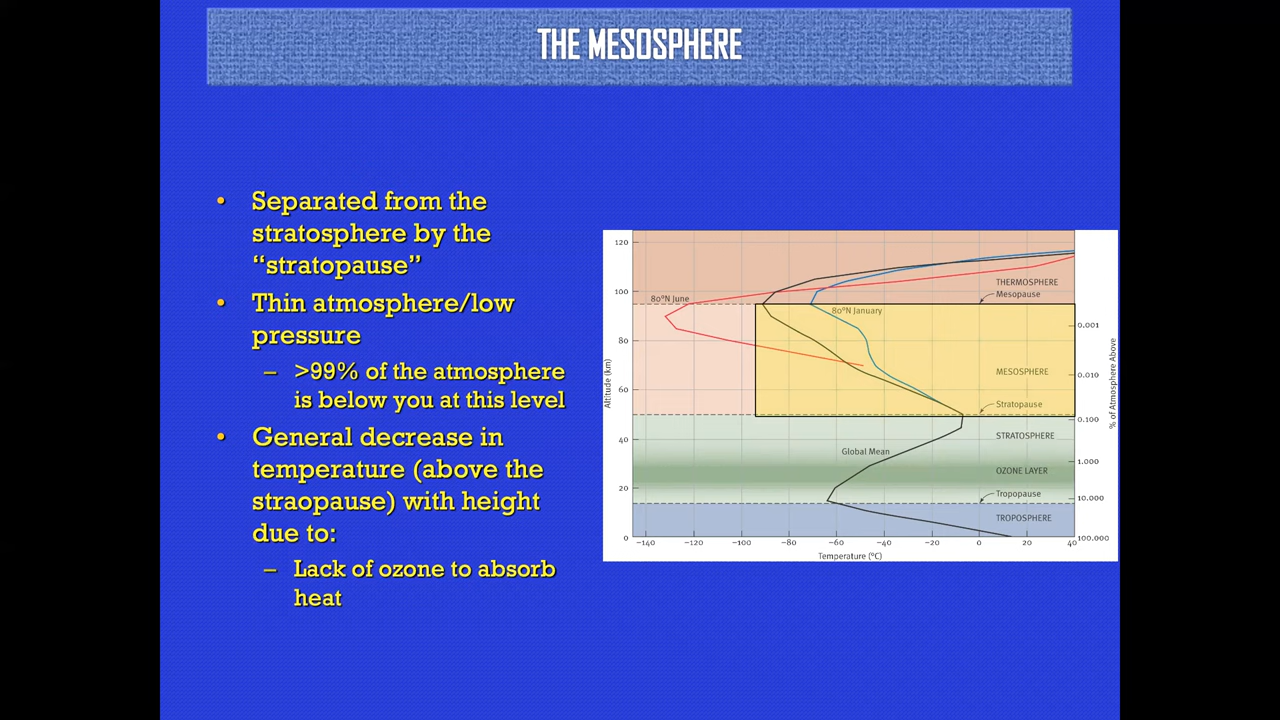 THE MESOSPHERE
• Separated from the
stratosphere by the
“stratopause”
• Thin atmosphere/low
pressure
– >99% of the atmosphere
is below you at this level
• General decrease in
temperature (above the
straopause) with height
due to:
– Lack of ozone to absorb
heat
120
100
80
60
40
20
0
Altitude (km)
80°N June
80°N January
Global Mean
THERMOSPHERE
Mesopause
MESOSPHERE
Stratopause
STRATOSPHERE
OZONE LAYER
Tropopause
TROPOSPHERE
0.001
0.010
0.100
1.000
10.000
100.000
% of Atmosphere Above
−140 −120 −100 −80 −60 −40 −20 0 20 40
Temperature (°C)